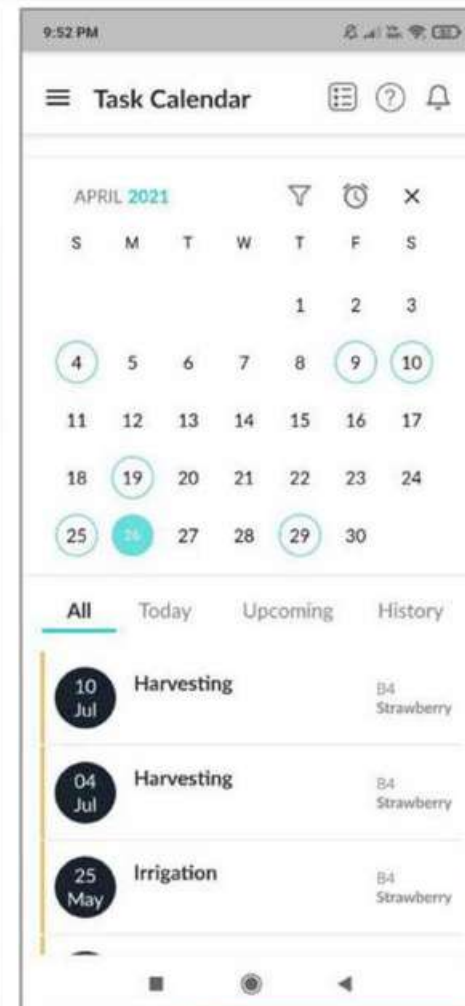 9:52 PM
Task Calendar
APRIL 2021
S M T W T F S
1 2 3
4 5 6 7 8 9 10
11 12 13 14 15 16 17
18 19 20 21 22 23 24
25 26 27 28 29 30
All Today Upcoming History
10 Jul Harvesting B4 Strawberry
04 Jul Harvesting B4 Strawberry
25 May Irrigation B4 Strawberry